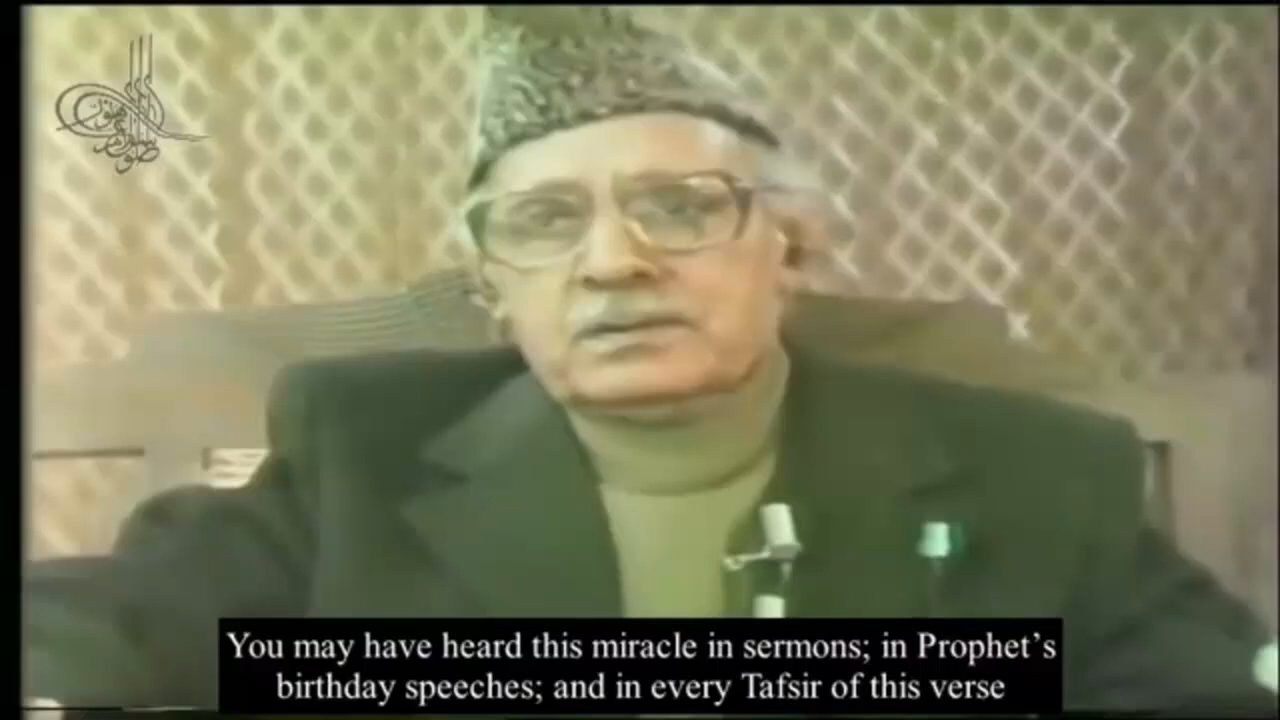 You may have heard this miracle in sermons; in Prophet’s
birthday speeches; and in every Tafsir of this verse